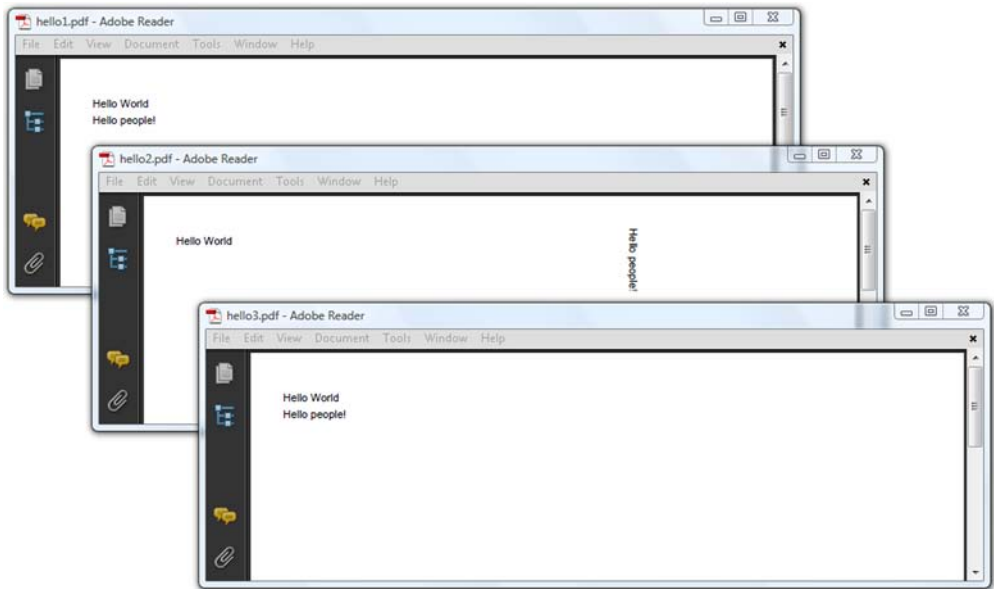 hello1.pdf - Adobe Reader
File Edit View Document Tools Window Help
Hello World
Hello people!
hello2.pdf - Adobe Reader
File Edit View Document Tools Window Help
Hello World
Hello people!
hello3.pdf - Adobe Reader
File Edit View Document Tools Window Help
Hello World
Hello people!